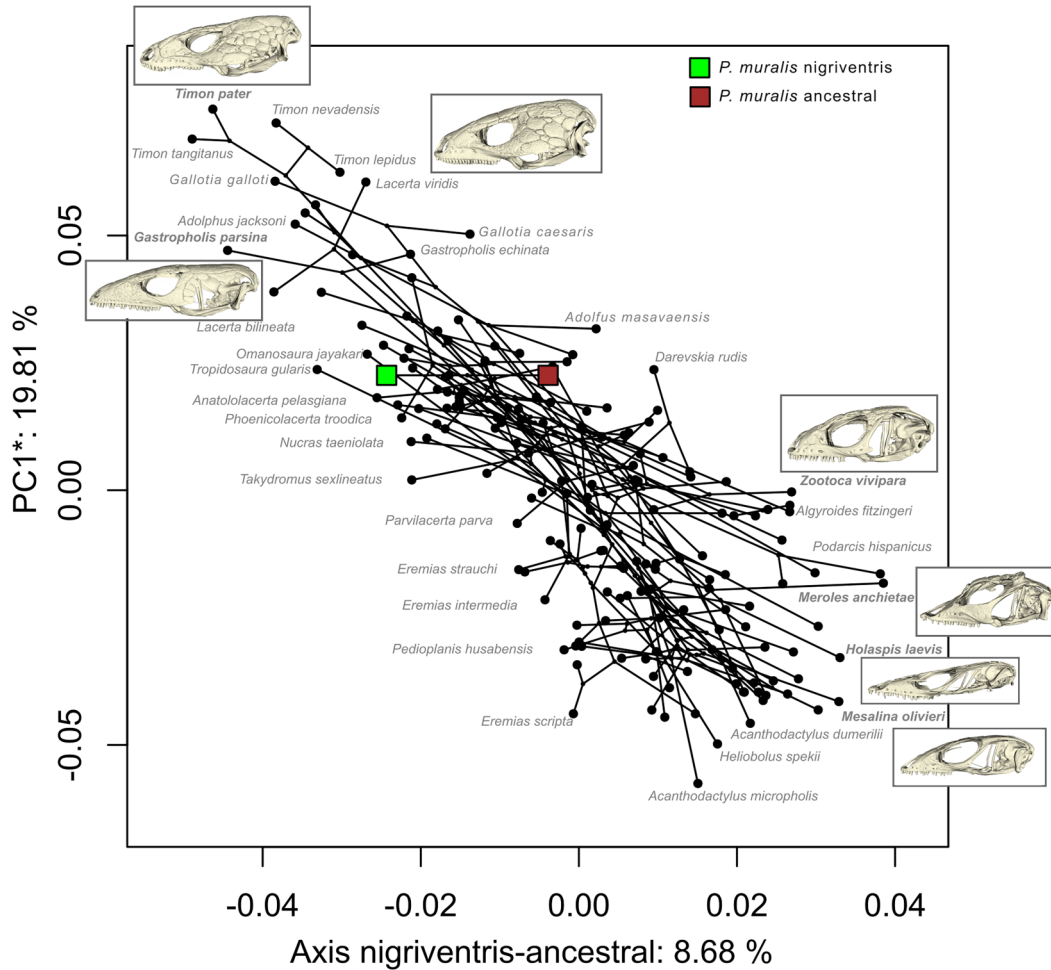 P. muralis nigriventris
P. muralis ancestral
Timon pater
Timon nevadensis
Timon tangitanus
Timon lepidus
Gallotia galloti
Lacerta viridis
Adolphus jacksoni
Gallotia caesaris
Gastropholis parsina
Gastropholis echinata
Lacerta bilineata
Adolfus masavaensis
Omanosaura jayakari
Darevskia rudis
Tropidosaura gularis
Anatololacerta pelasgiana
Phoenicolacerta troodica
Nucras taeniolata
Zootoca vivipara
Takydromus sexlineatus
Algyroides fitzingeri
Parvilacerta parva
Podarcis hispanicus
Eremias strauchi
Meroles anchietae
Eremias intermedia
Pedioplanis husabensis
Holaspis laevis
Eremias scripta
Mesalina olivieri
Acanthodactylus dumerilii
Heliobolus spekii
Acanthodactylus micropholis
PC1*: 19.81 %
0.05
0.00
-0.05
-0.04
-0.02
0.00
0.02
0.04
Axis nigriventris-ancestral: 8.68 %